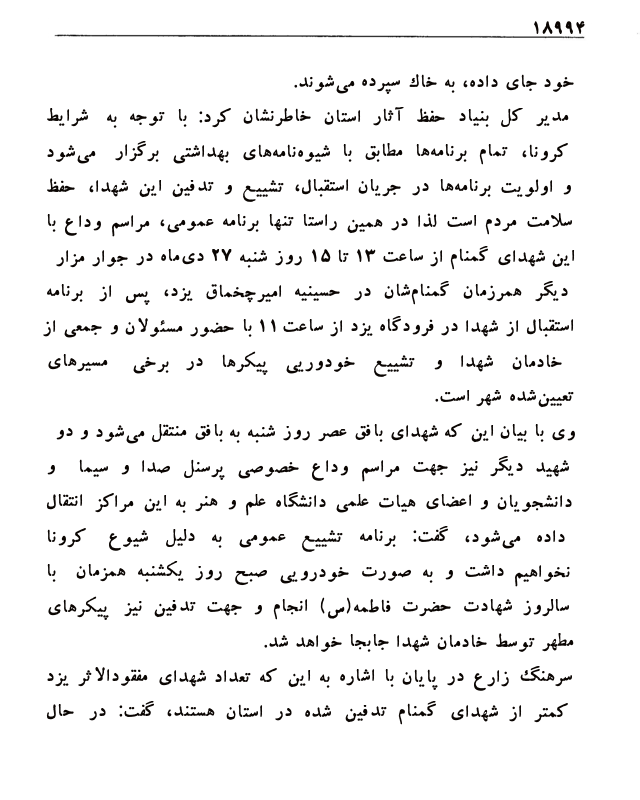 ۱۸۹۹۴
خود جای داده، به خاك سپرده می‌شوند.
مدیر کل بنیاد حفظ آثار استان خاطرنشان کرد: با توجه به شرایط
کرونا، تمام برنامه‌ها مطابق با شیوه‌نامه‌های بهداشتی برگزار می‌شود
و اولویت برنامه‌ها در جریان استقبال، تشییع و تدفین این شهدا، حفظ
سلامت مردم است لذا در همین راستا تنها برنامه عمومی، مراسم وداع با
این شهدای گمنام از ساعت ۱۳ تا ۱۵ روز شنبه ۲۷ دی‌ماه در جوار مزار
دیگر همرزمان گمنام‌شان در حسینیه امیرچخماق یزد، پس از برنامه
استقبال از شهدا در فرودگاه یزد از ساعت ۱۱ با حضور مسئولان و جمعی از
خادمان شهدا و تشییع خودوریی پیکرها در برخی مسیرهای
تعیین‌شده شهر است.
وی با بیان این که شهدای بافق عصر روز شنبه به بافق منتقل می‌شود و دو
شهید دیگر نیز جهت مراسم وداع خصوصی پرسنل صدا و سیما و
دانشجویان و اعضای هیات علمی دانشگاه علم و هنر به این مراکز انتقال
داده می‌شود، گفت: برنامه تشییع عمومی به دلیل شیوع کرونا
نخواهیم داشت و به صورت خودرویی صبح روز یکشنبه همزمان با
سالروز شهادت حضرت فاطمه(س) انجام و جهت تدفین نیز پیکرهای
مطهر توسط خادمان شهدا جابجا خواهد شد.
سرهنگ زارع در پایان با اشاره به این که تعداد شهدای مفقودالاثر یزد
کمتر از شهدای گمنام تدفین شده در استان هستند، گفت: در حال